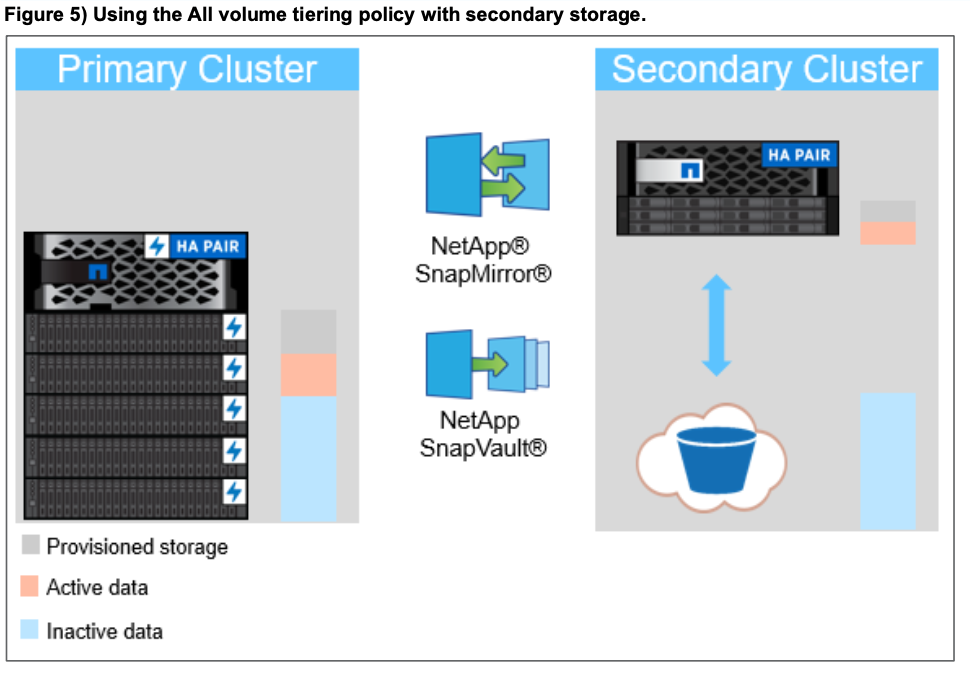 Figure 5) Using the All volume tiering policy with secondary storage.
Primary Cluster
HA PAIR
NetApp®
SnapMirror®
NetApp
SnapVault®
Secondary Cluster
HA PAIR
Provisioned storage
Active data
Inactive data